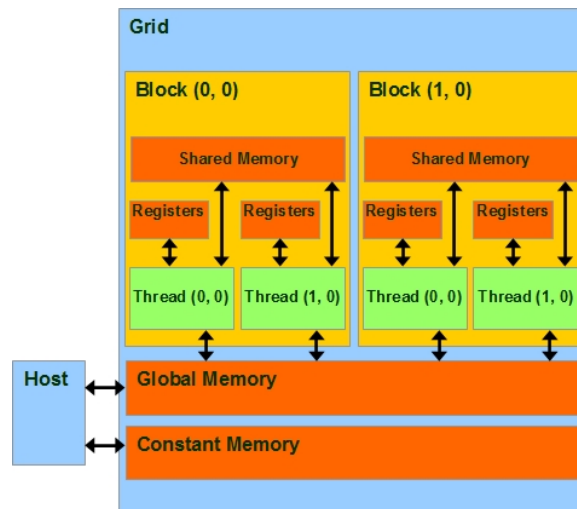 Grid
Block (0, 0)
Shared Memory
Registers
Registers
Thread (0, 0)
Thread (1, 0)
Block (1, 0)
Shared Memory
Registers
Registers
Thread (0, 0)
Thread (1, 0)
Host
Global Memory
Constant Memory